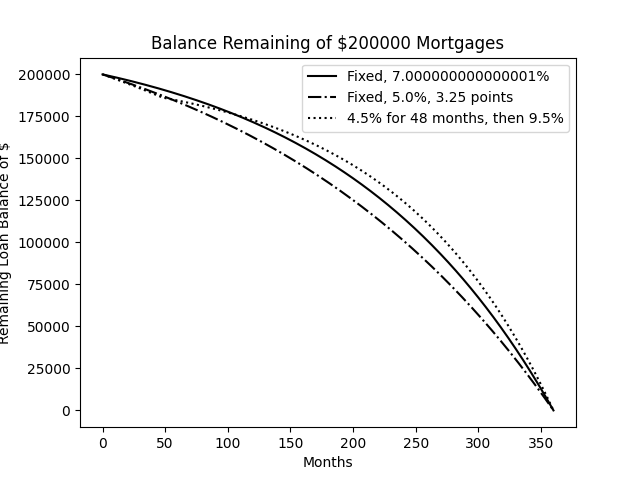 Balance Remaining of $200000 Mortgages
Fixed, 7.000000000000001%
Fixed, 5.0%, 3.25 points
4.5% for 48 months, then 9.5%
Remaining Loan Balance of $
200000
175000
150000
125000
100000
75000
50000
25000
0
0 50 100 150 200 250 300 350
Months